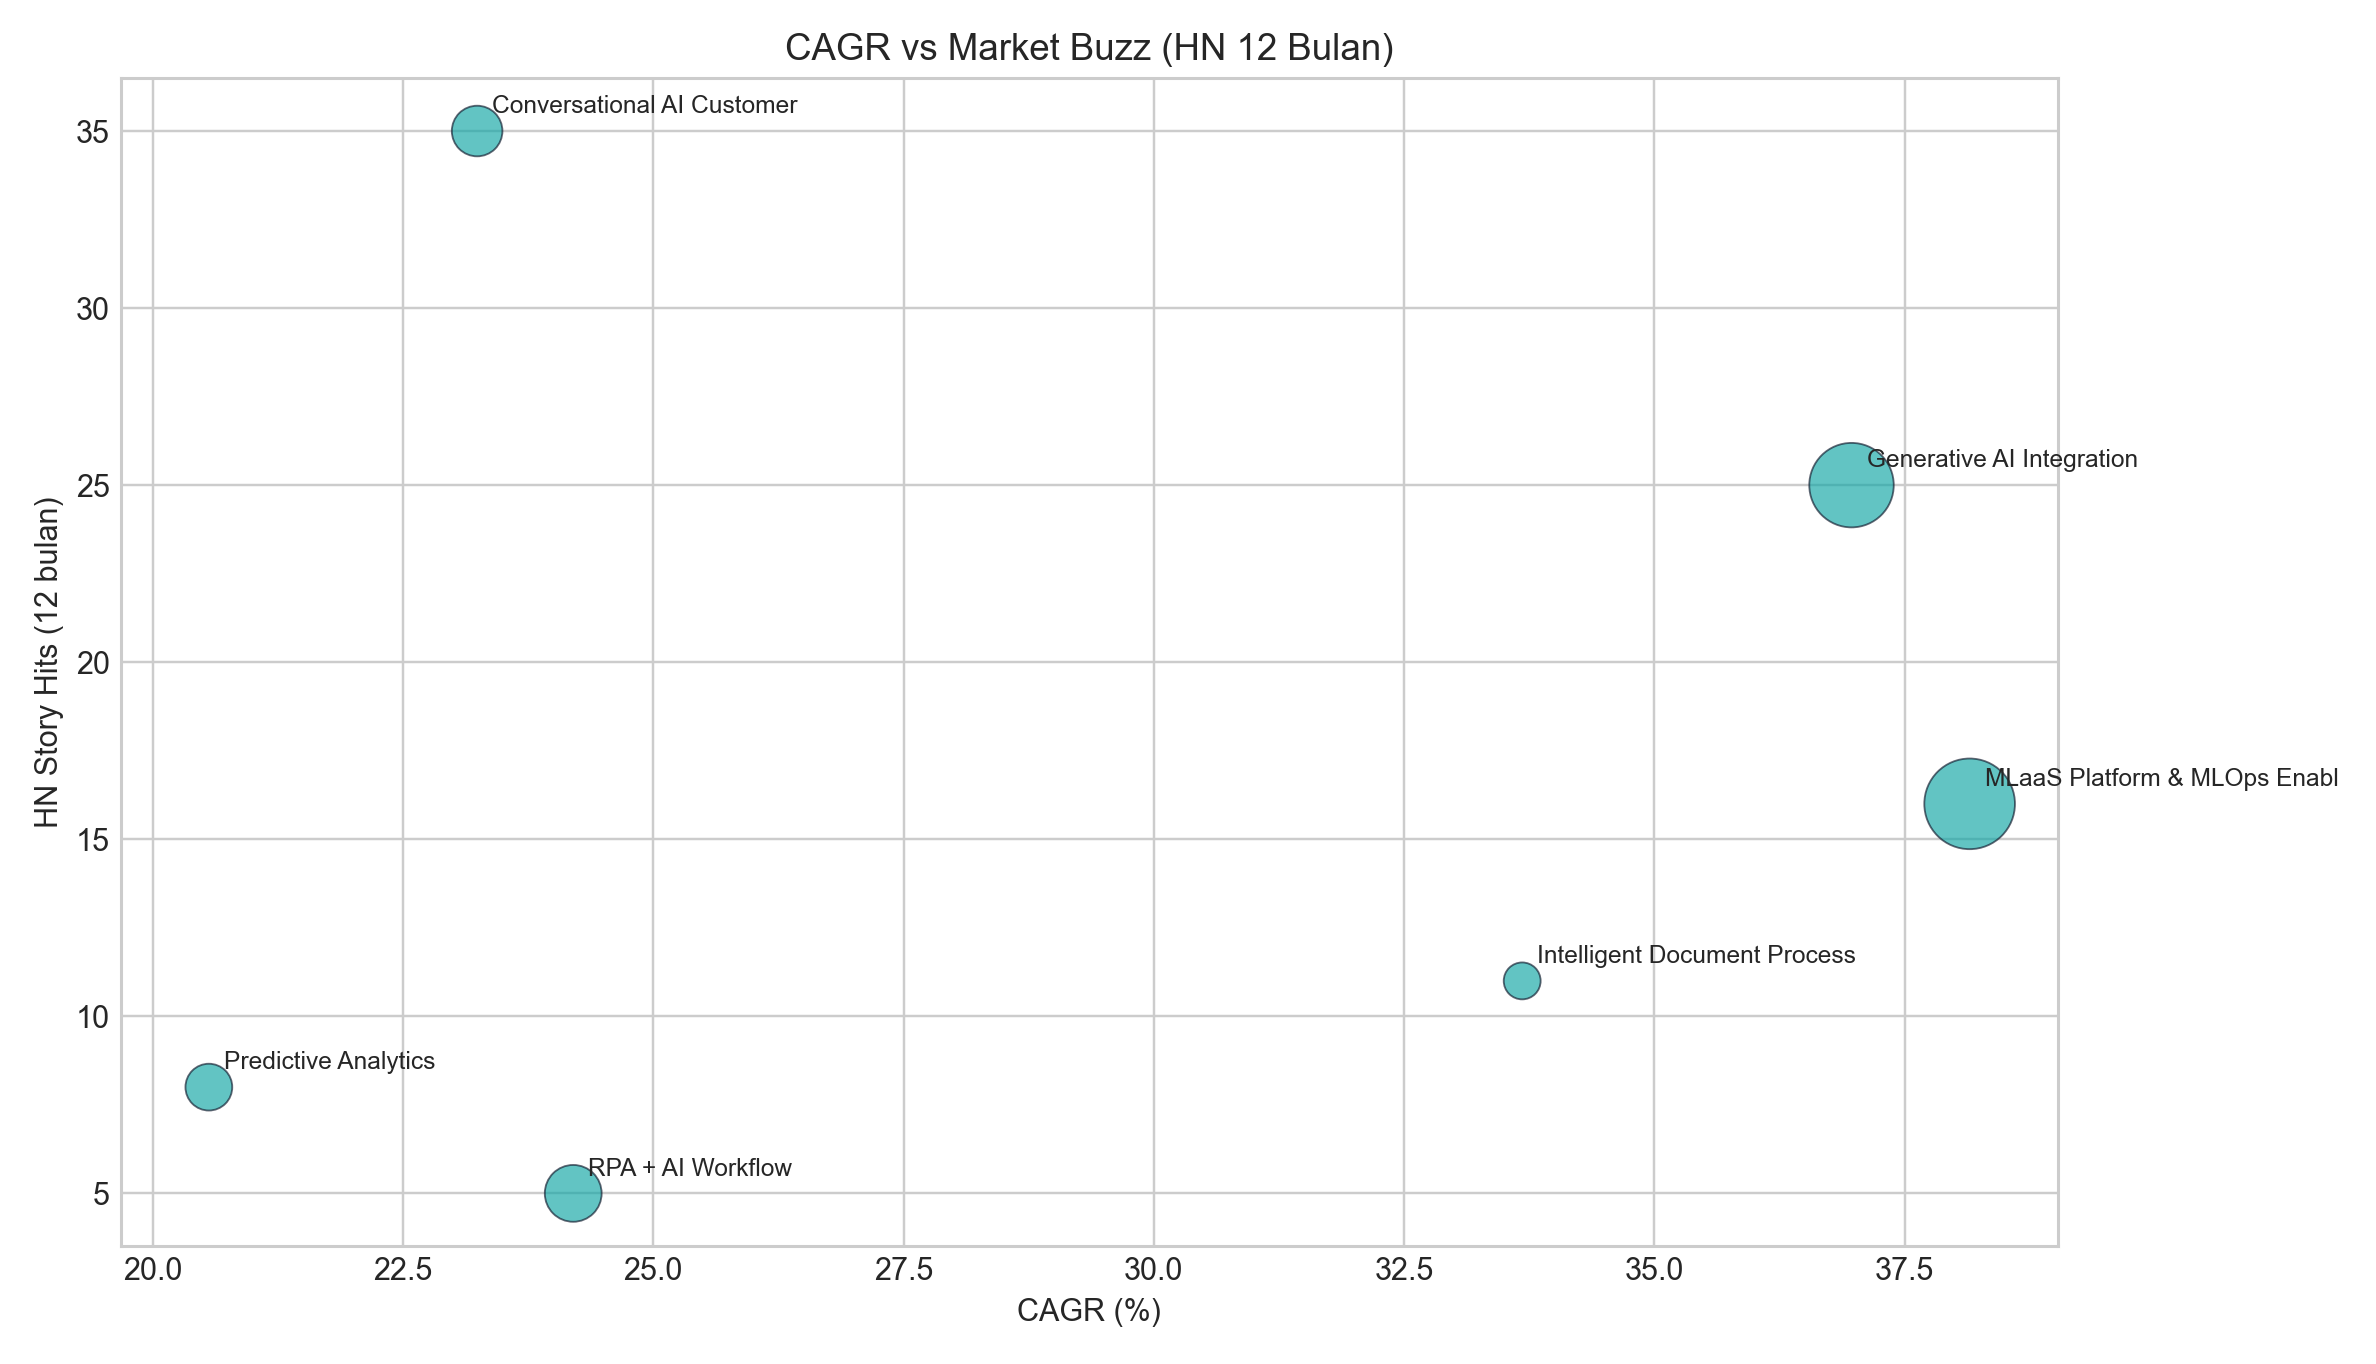 CAGR vs Market Buzz (HN 12 Bulan)
Conversational AI Customer
35
30
Generative AI Integration
25
HN Story Hits (12 bulan)
20
MLaaS Platform & MLOps Enabl
15
Intelligent Document Process
10
Predictive Analytics
RPA + AI Workflow
5
20.0 22.5 25.0 27.5 30.0 32.5 35.0 37.5
CAGR (%)